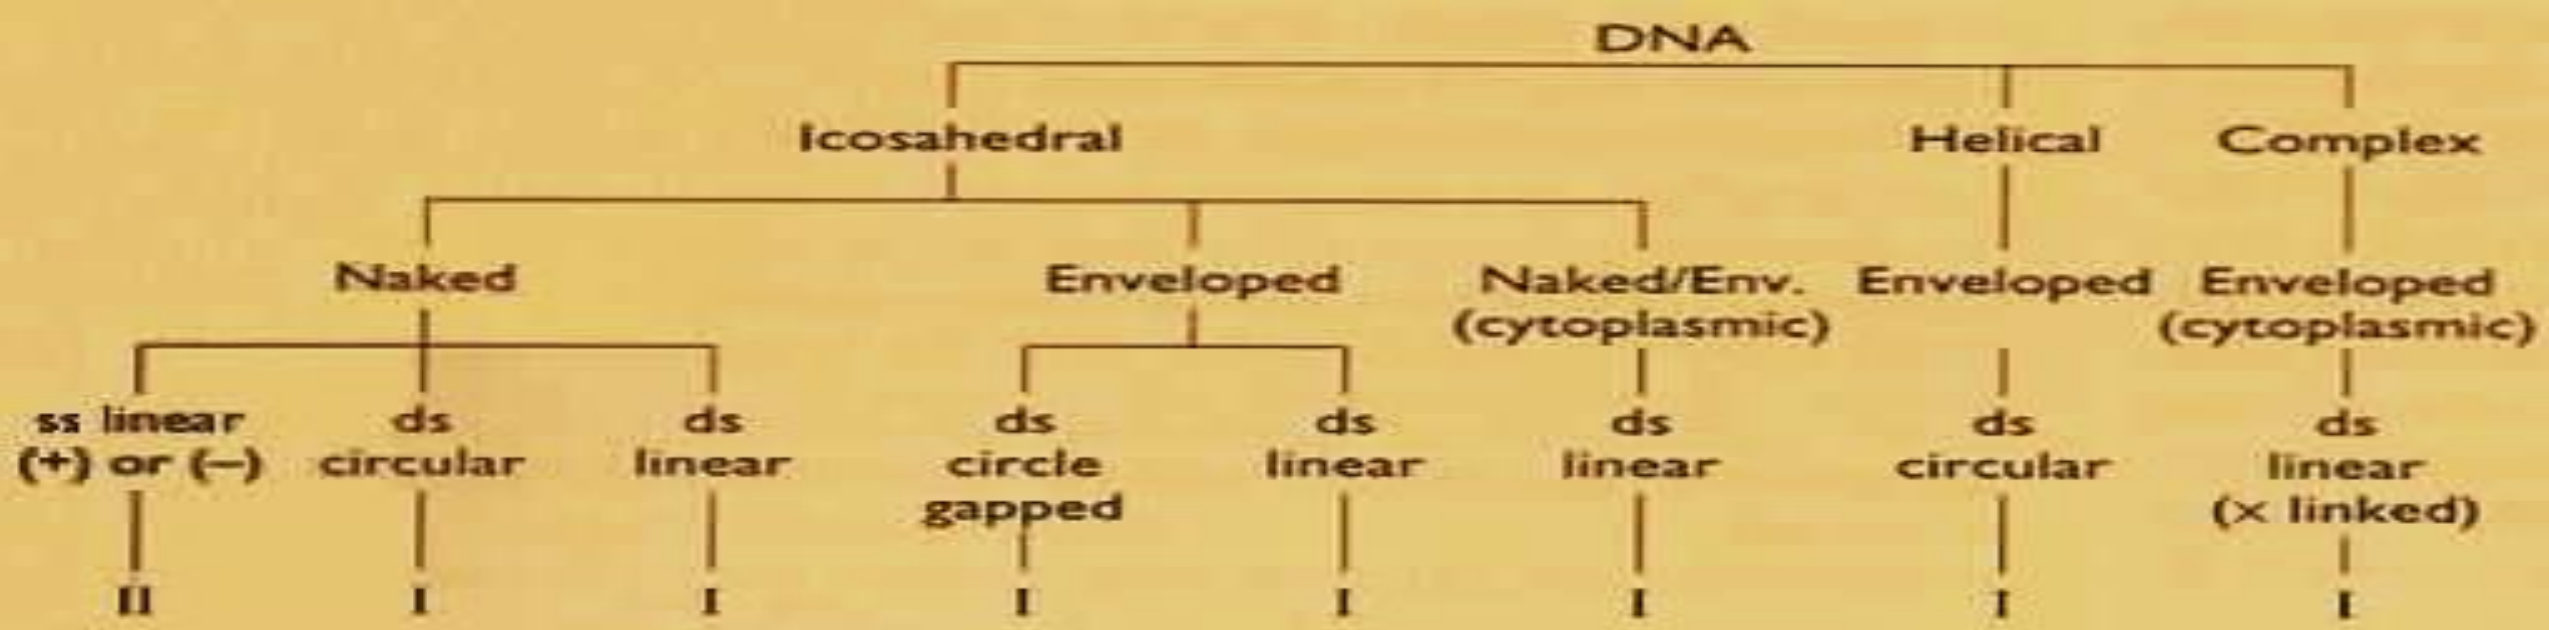 DNA
Icosahedral Helical Complex
Naked Enveloped Naked/Env. Enveloped Enveloped
(cytoplasmic) (cytoplasmic)
ss linear ds ds ds ds ds ds ds
(+) or (–) circular linear circle linear linear circular linear
gapped (x linked)
II I I I I I I I